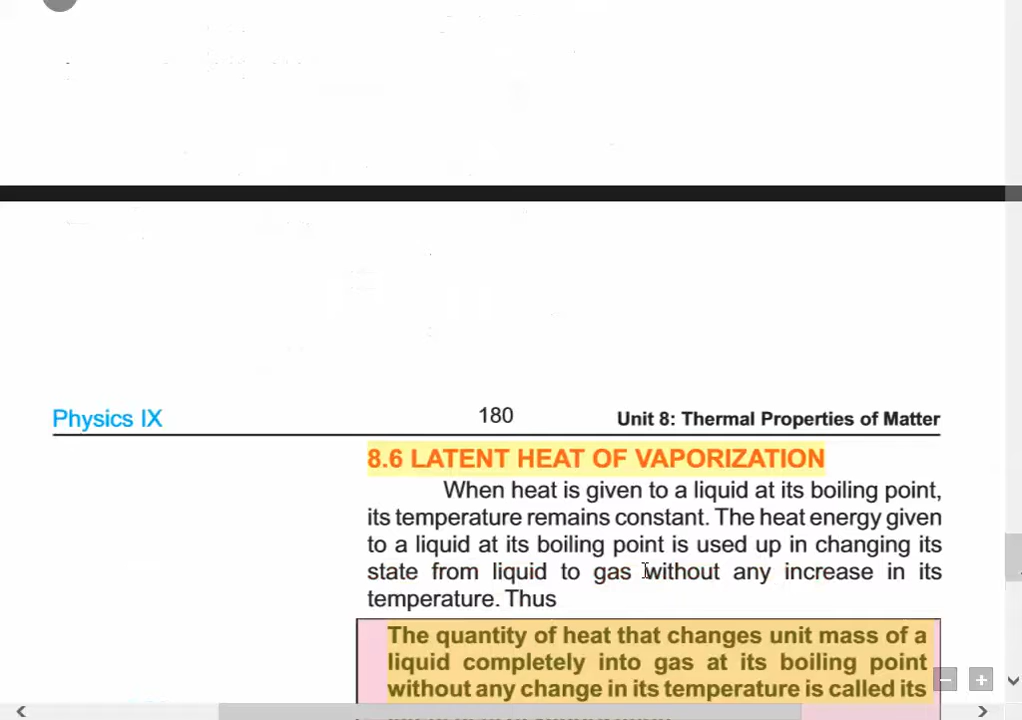 Physics IX 180 Unit 8: Thermal Properties of Matter
8.6 LATENT HEAT OF VAPORIZATION
When heat is given to a liquid at its boiling point,
its temperature remains constant. The heat energy given
to a liquid at its boiling point is used up in changing its
state from liquid to gas without any increase in its
temperature. Thus
The quantity of heat that changes unit mass of a
liquid completely into gas at its boiling point
without any change in its temperature is called its